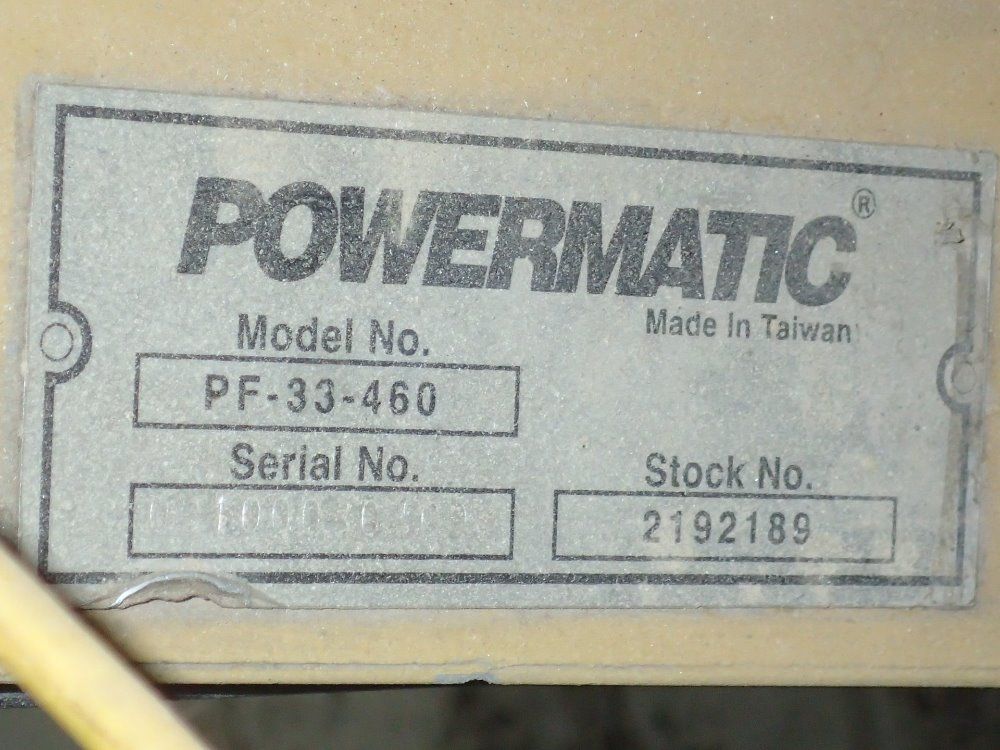 POWERMATIC®
Made In Taiwan
Model No.
PF-33-460
Serial No.
Stock No.
2192189